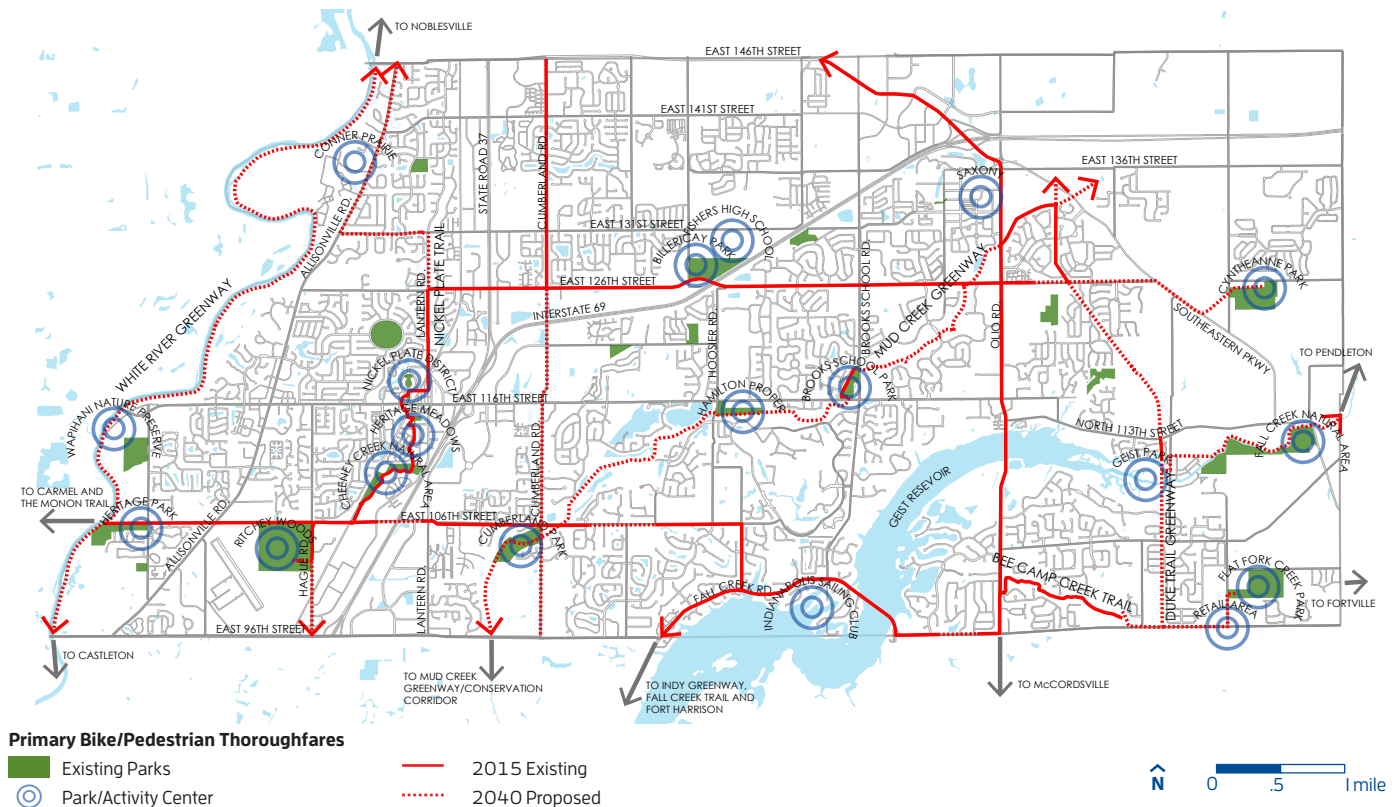 TO NOBLESVILLE
EAST 146TH STREET
EAST 141ST STREET
CONNER PRAIRIE
STATE ROAD 37
CUMBERLAND RD.
EAST 136TH STREET
SAXONY
ALLISONVILLE RD.
EAST 131ST STREET
FISHERS HIGH SCHOOL
BILLERICAY PARK
BROOKS SCHOOL RD.
MUD CREEK GREENWAY
CYNTHEANNE PARK
EAST 126TH STREET
LANTERN RD.
NICKEL PLATE TRAIL
INTERSTATE 69
HOOSIER RD.
OLIO RD.
SOUTHEASTERN PKWY
WHITE RIVER GREENWAY
TO PENDLETON
NICKEL PLATE DISTRICT
BROOKS SCHOOL PARK
HAMILTON PROPER
EAST 116TH STREET
WAPIHANI NATURE PRESERVE
HERITAGE MEADOWS
NORTH 113TH STREET
FALL CREEK NATURAL AREA
CHEENEY CREEK NATURAL AREA
CUMBERLAND RD.
GEIST PARK
GEIST RESEVOIR
DUKE TRAIL GREENWAY
TO CARMEL AND
THE MONON TRAIL
HERITAGE PARK
ALLISONVILLE RD.
EAST 106TH STREET
RITCHEY WOODS
HAGUE RD.
CUMBERLAND PARK
LANTERN RD.
BEE CAMP CREEK TRAIL
FLAT FORK CREEK PARK
FAH CREEK RD.
INDIANAPOLIS SAILING CLUB
RETAIL AREA
TO FORTVILLE
EAST 96TH STREET
TO CASTLETON
TO MUD CREEK
GREENWAY/CONSERVATION
CORRIDOR
TO INDY GREENWAY,
FALL CREEK TRAIL AND
FORT HARRISON
TO McCORDSVILLE
Primary Bike/Pedestrian Thoroughfares
Existing Parks
2015 Existing
Park/Activity Center
2040 Proposed
N
0 .5 1 mile